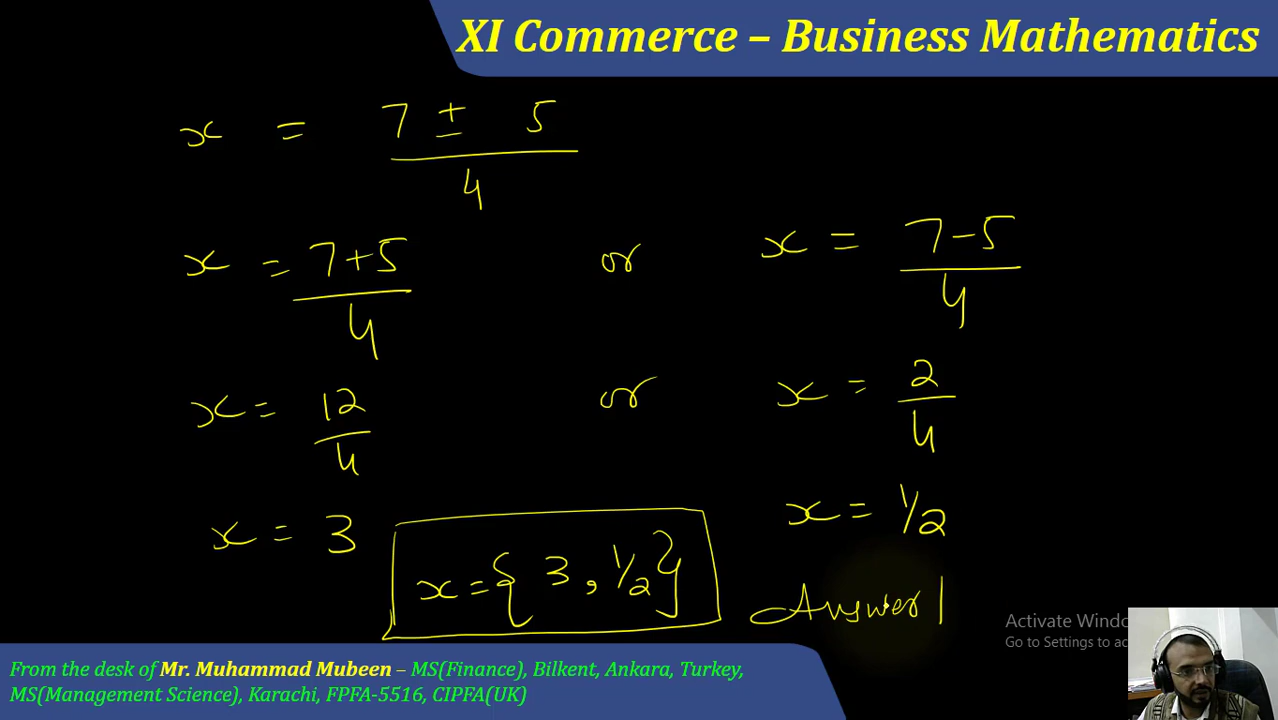 XI Commerce – Business Mathematics
x = 7 ± 5
4
x = 7+5 or x = 7-5
4 4
x = 12 or x = 2
4 4
x = 3 x = 1/2
x = { 3 , 1/2 } Answer |
Activate Windo
Go to Settings to ac
From the desk of Mr. Muhammad Mubeen – MS(Finance), Bilkent, Ankara, Turkey,
MS(Management Science), Karachi, FPFA-5516, CIPFA(UK)